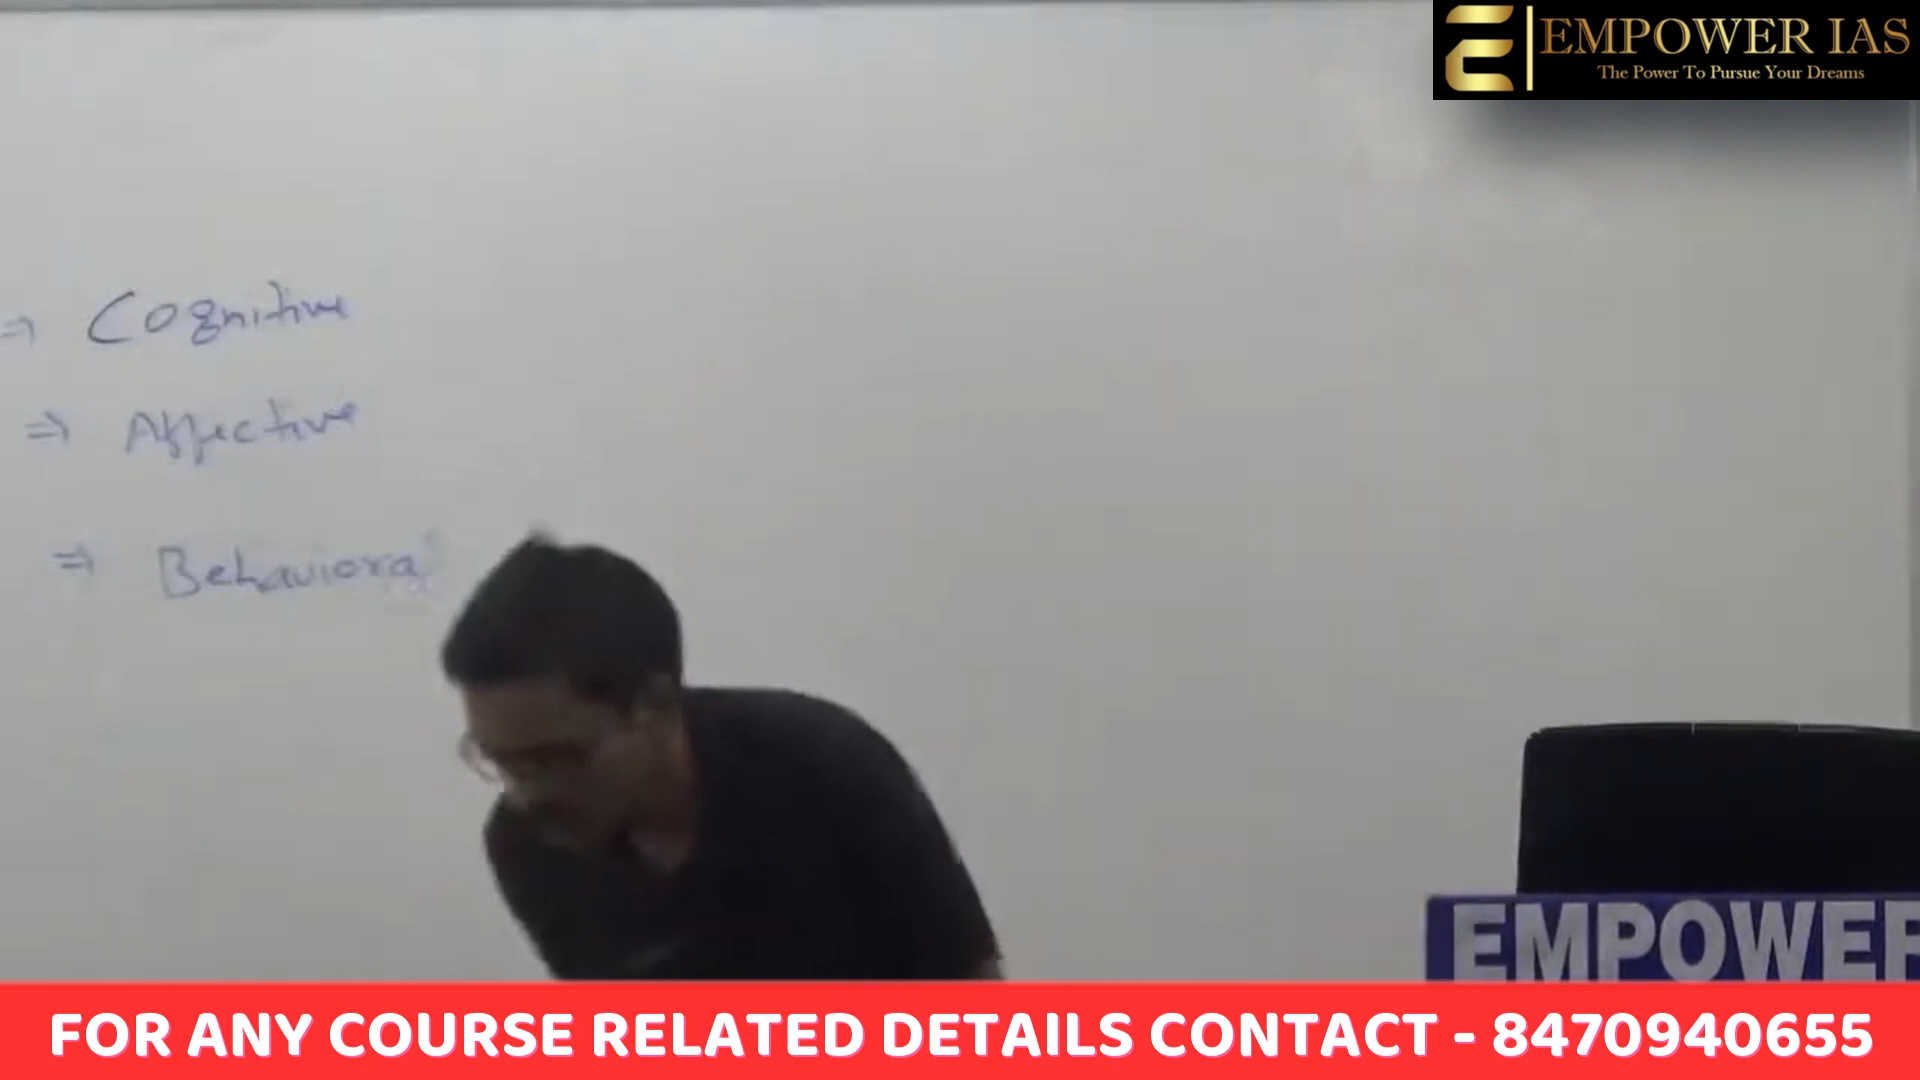 EMPOWER IAS
The Power To Pursue Your Dreams
⇒ Cognitive
⇒ Affective
⇒ Behavioral
EMPOWER
FOR ANY COURSE RELATED DETAILS CONTACT - 8470940655